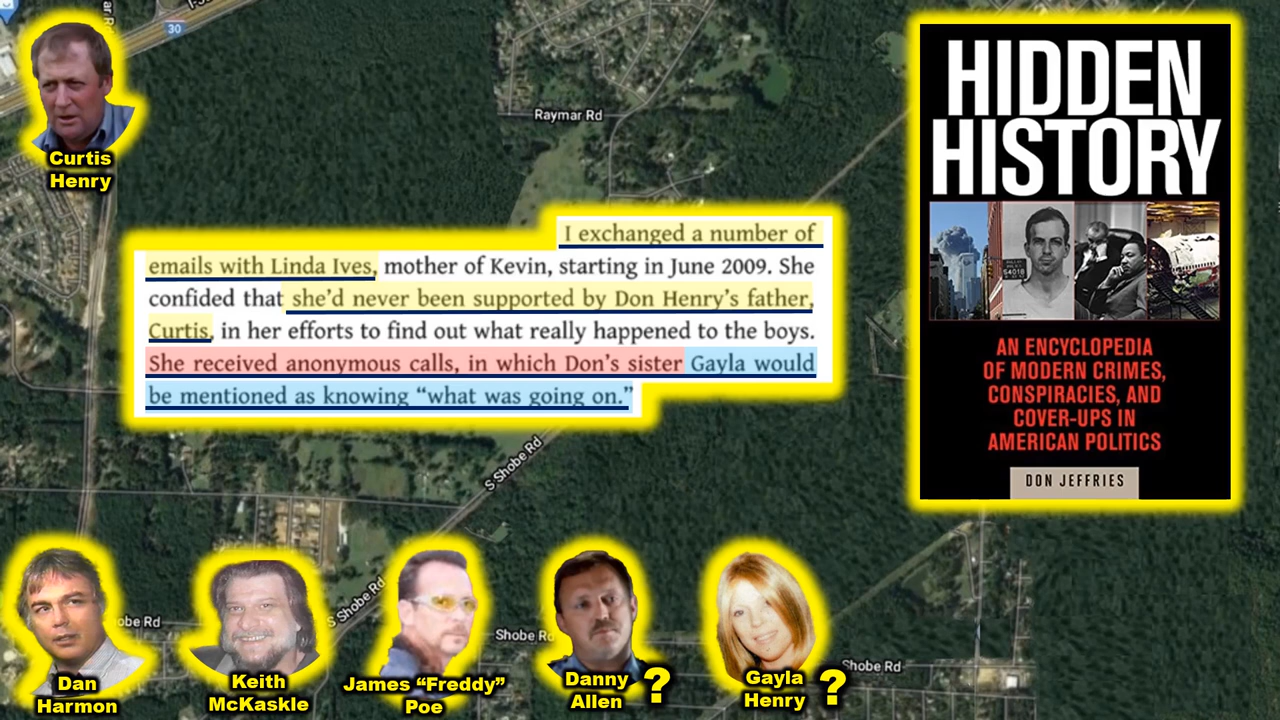 30
Raymar Rd
Curtis
Henry
I exchanged a number of
emails with Linda Ives, mother of Kevin, starting in June 2009. She
confided that she’d never been supported by Don Henry’s father,
Curtis, in her efforts to find out what really happened to the boys.
She received anonymous calls, in which Don’s sister Gayla would
be mentioned as knowing “what was going on.”
HIDDEN
HISTORY
AN ENCYCLOPEDIA
OF MODERN CRIMES,
CONSPIRACIES, AND
COVER-UPS IN
AMERICAN POLITICS
DON JEFFRIES
S Shobe Rd
S Shobe Rd
Rd
Shobe Rd
Shobe Rd
Dan
Harmon
Keith
McKaskle
James “Freddy”
Poe
Danny
Allen ?
Gayla
Henry ?